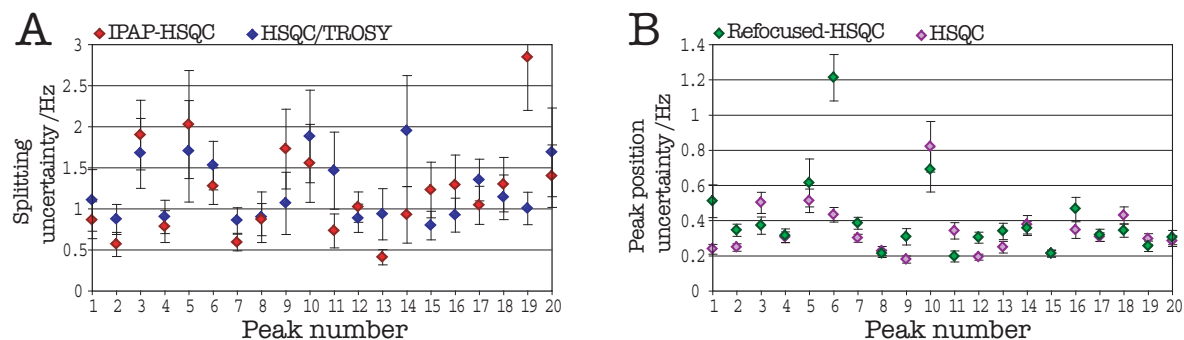 A
IPAP-HSQC HSQC/TROSY
Splitting
uncertainty/Hz
3
2.5
2
1.5
1
0.5
0
1 2 3 4 5 6 7 8 9 10 11 12 13 14 15 16 17 18 19 20
Peak number
B
Refocused-HSQC HSQC
Peak position
uncertainty/Hz
1.4
1.2
1
0.8
0.6
0.4
0.2
0
1 2 3 4 5 6 7 8 9 10 11 12 13 14 15 16 17 18 19 20
Peak number